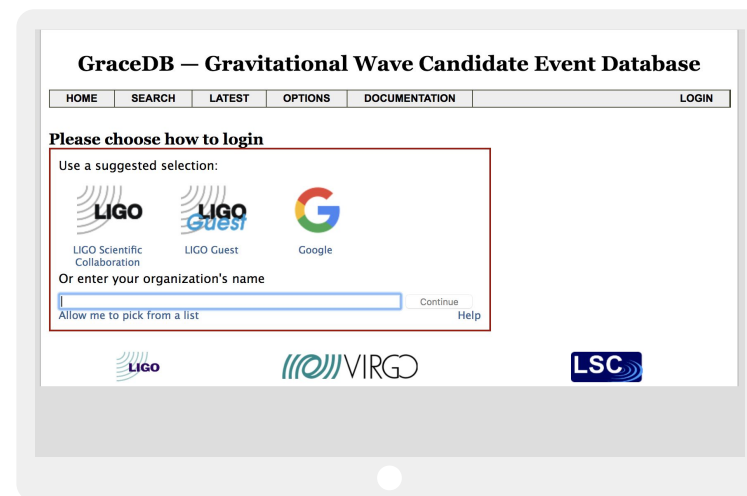 GraceDB — Gravitational Wave Candidate Event Database
HOME SEARCH LATEST OPTIONS DOCUMENTATION LOGIN
Please choose how to login
Use a suggested selection:
LIGO LIGO Guest G
LIGO Scientific Collaboration
LIGO Guest
Google
Or enter your organization's name
Continue
Allow me to pick from a list Help
LIGO VIRGO LSC